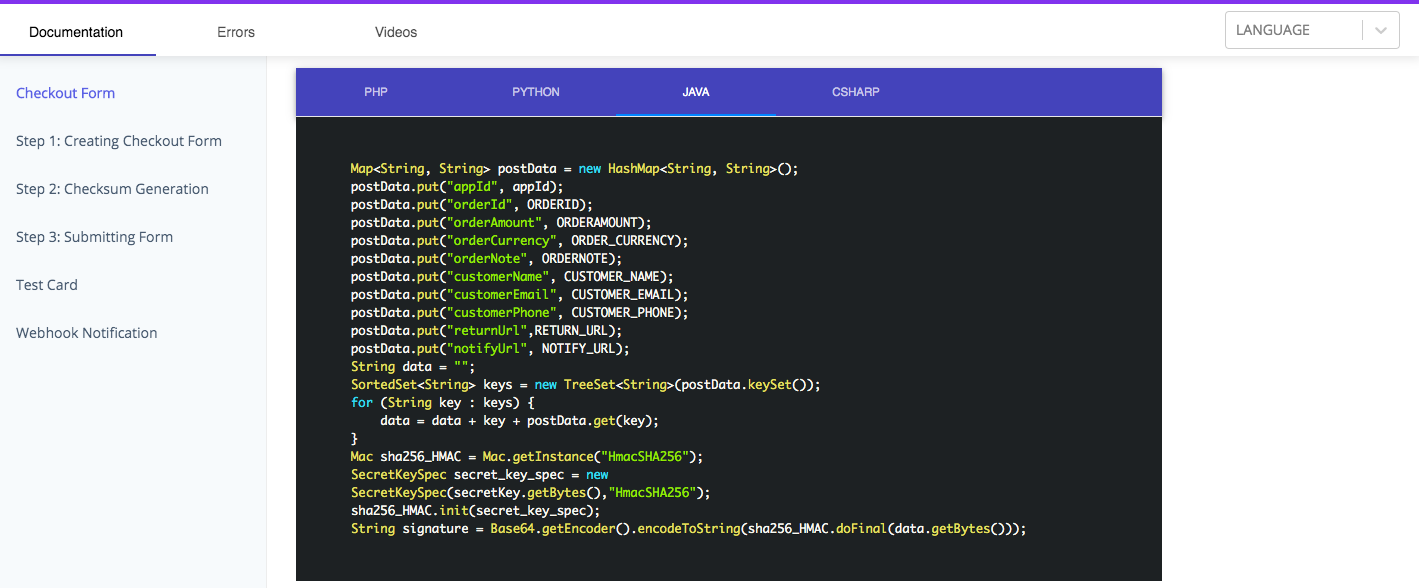 Documentation
Errors
Videos
LANGUAGE
Checkout Form
Step 1: Creating Checkout Form
Step 2: Checksum Generation
Step 3: Submitting Form
Test Card
Webhook Notification
PHP
PYTHON
JAVA
CSHARP
Map<String, String> postData = new HashMap<String, String>();
postData.put("appId", appId);
postData.put("orderId", ORDERID);
postData.put("orderAmount", ORDERAMOUNT);
postData.put("orderCurrency", ORDER_CURRENCY);
postData.put("orderNote", ORDERNOTE);
postData.put("customerName", CUSTOMER_NAME);
postData.put("customerEmail", CUSTOMER_EMAIL);
postData.put("customerPhone", CUSTOMER_PHONE);
postData.put("returnUrl",RETURN_URL);
postData.put("notifyUrl", NOTIFY_URL);
String data = "";
SortedSet<String> keys = new TreeSet<String>(postData.keySet());
for (String key : keys) {
    data = data + key + postData.get(key);
}
Mac sha256_HMAC = Mac.getInstance("HmacSHA256");
SecretKeySpec secret_key_spec = new
SecretKeySpec(secretKey.getBytes(),"HmacSHA256");
sha256_HMAC.init(secret_key_spec);
String signature = Base64.getEncoder().encodeToString(sha256_HMAC.doFinal(data.getBytes()));